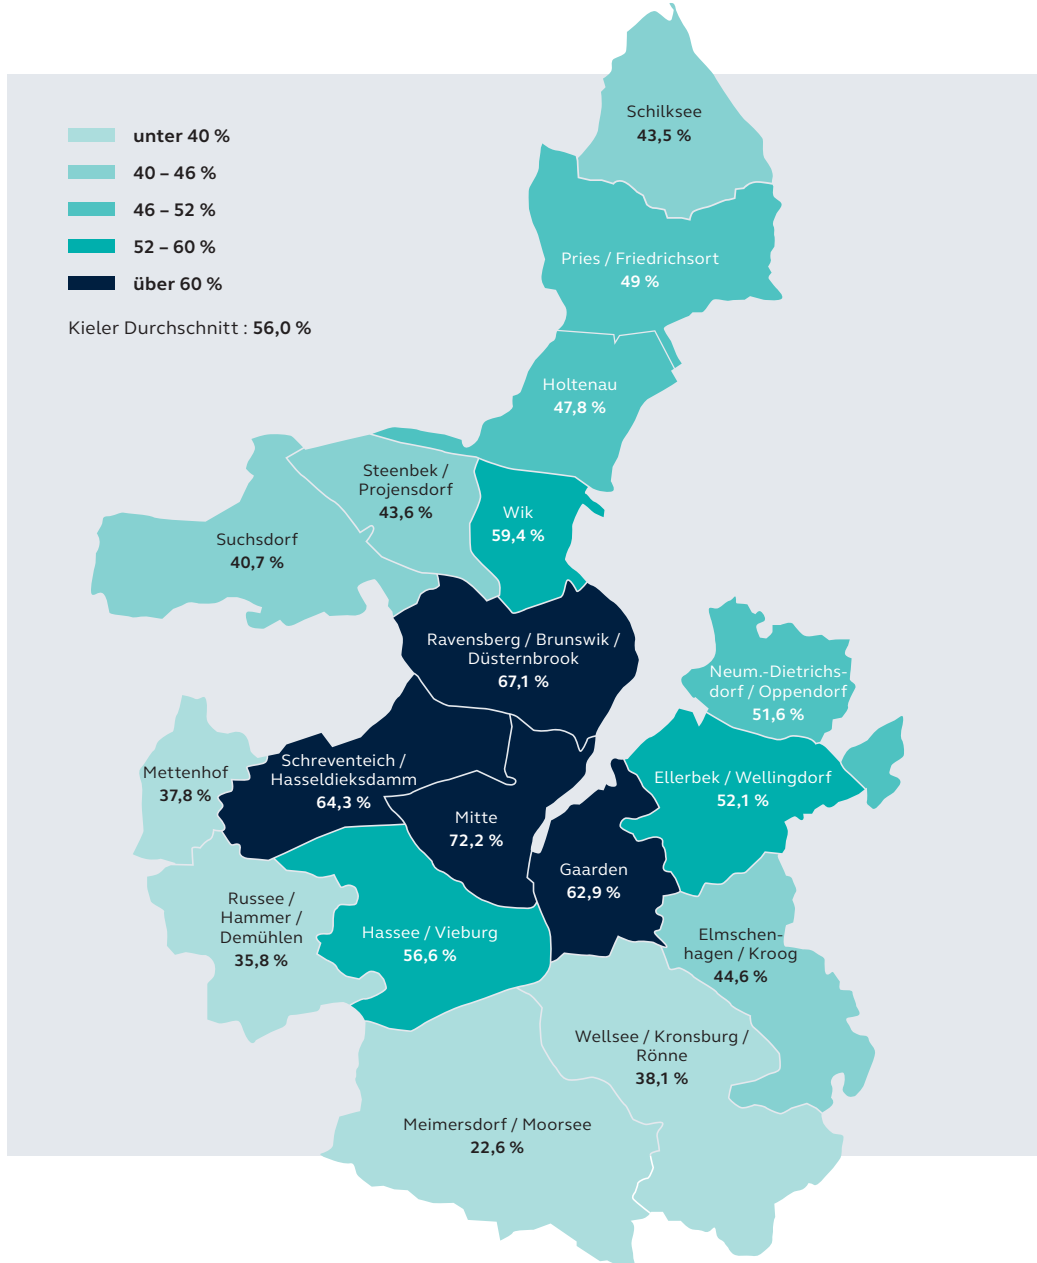 unter 40 %
40 – 46 %
46 – 52 %
52 – 60 %
über 60 %
Kieler Durchschnitt : 56,0 %
Schilksee
43,5 %
Pries / Friedrichsort
49 %
Holtenau
47,8 %
Steenbek /
Projensdorf
43,6 %
Wik
59,4 %
Suchsdorf
40,7 %
Ravensberg / Brunswik /
Düsternbrook
67,1 %
Neum.-Dietrichs-
dorf / Oppendorf
51,6 %
Mettenhof
37,8 %
Schreventeich /
Hasseldieksdamm
64,3 %
Ellerbek / Wellingdorf
52,1 %
Mitte
72,2 %
Gaarden
62,9 %
Russee /
Hammer /
Demühlen
35,8 %
Hassee / Vieburg
56,6 %
Elmschen-
hagen / Kroog
44,6 %
Wellsee / Kronsburg /
Rönne
38,1 %
Meimersdorf / Moorsee
22,6 %